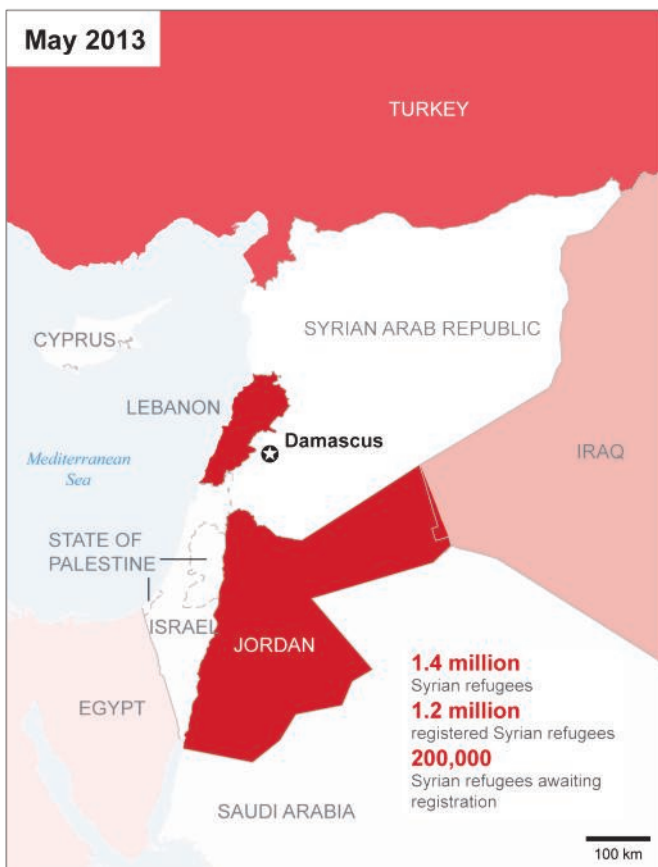 May 2013
TURKEY
CYPRUS
SYRIAN ARAB REPUBLIC
LEBANON
Damascus
Mediterranean
Sea
IRAQ
STATE OF
PALESTINE
ISRAEL
JORDAN
EGYPT
1.4 million
Syrian refugees
1.2 million
registered Syrian refugees
200,000
Syrian refugees awaiting
registration
SAUDI ARABIA
100 km